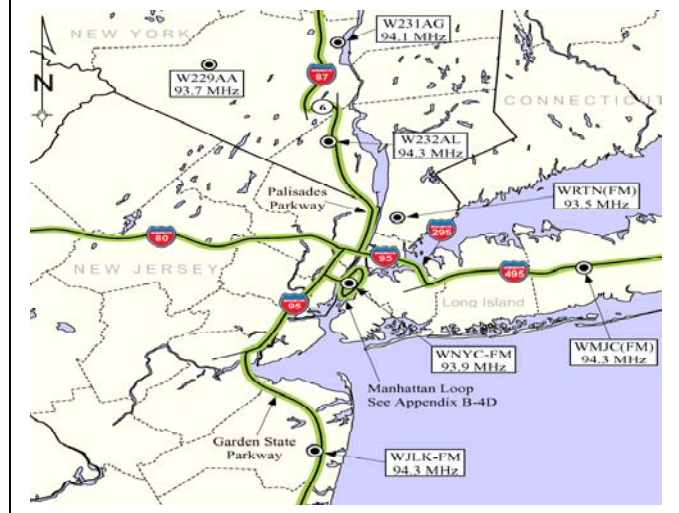 NEW YORK
W231AG
94.1 MHz
W229AA
93.7 MHz
87
N
CONNECTICUT
6
W232AL
94.3 MHz
Palisades
Parkway
WRTN(FM)
93.5 MHz
295
80
95
NEW JERSEY
495
Long Island
95
WNYC-FM
93.9 MHz
WMJC(FM)
94.3 MHz
Manhattan Loop
See Appendix B-4D
Garden State
Parkway
WJLK-FM
94.3 MHz